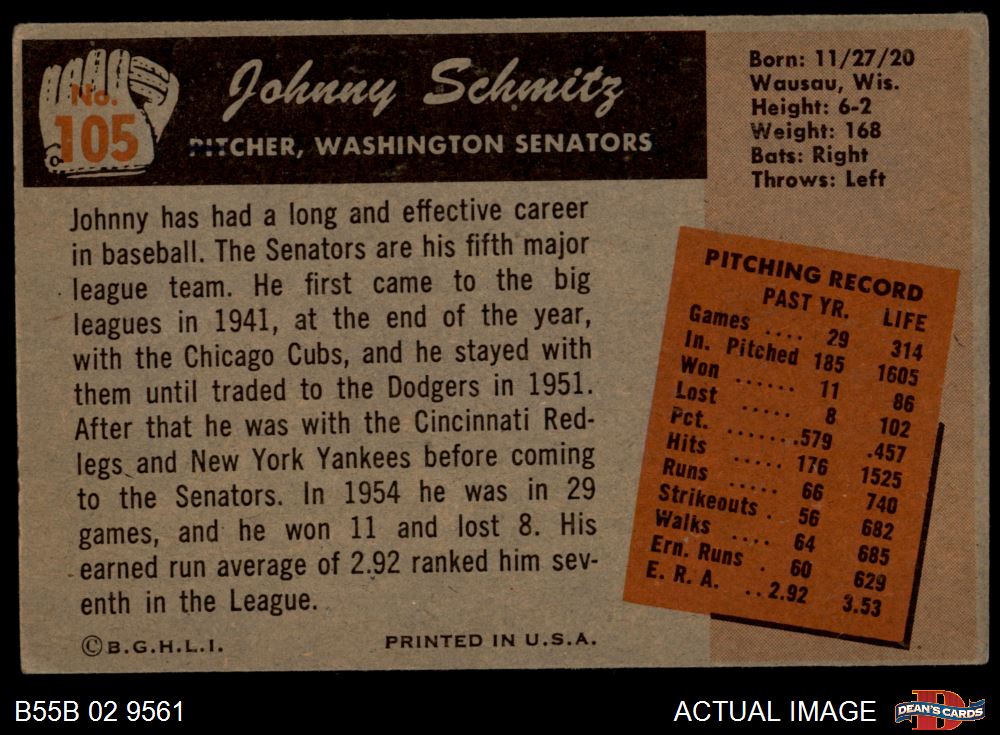 No.
105
Johnny Schmitz
PITCHER, WASHINGTON SENATORS
Born: 11/27/20
Wausau, Wis.
Height: 6-2
Weight: 168
Bats: Right
Throws: Left
Johnny has had a long and effective career
in baseball. The Senators are his fifth major
league team. He first came to the big
leagues in 1941, at the end of the year,
with the Chicago Cubs, and he stayed with
them until traded to the Dodgers in 1951.
After that he was with the Cincinnati Red-
legs and New York Yankees before coming
to the Senators. In 1954 he was in 29
games, and he won 11 and lost 8. His
earned run average of 2.92 ranked him sev-
enth in the League.
PITCHING RECORD
PAST YR. LIFE
Games .... 29 314
In. Pitched 185 1605
Won ...... 11 86
Lost ..... 8 102
Pct. .......579 .457
Hits ..... 176 1525
Runs ..... 66 740
Strikeouts . 56 682
Walks .... 64 685
Ern. Runs . 60 629
E. R. A. ..2.92 3.53
©B.G.H.L.I. PRINTED IN U.S.A.
B55B 02 9561
ACTUAL IMAGE
D
DEAN'S CARDS